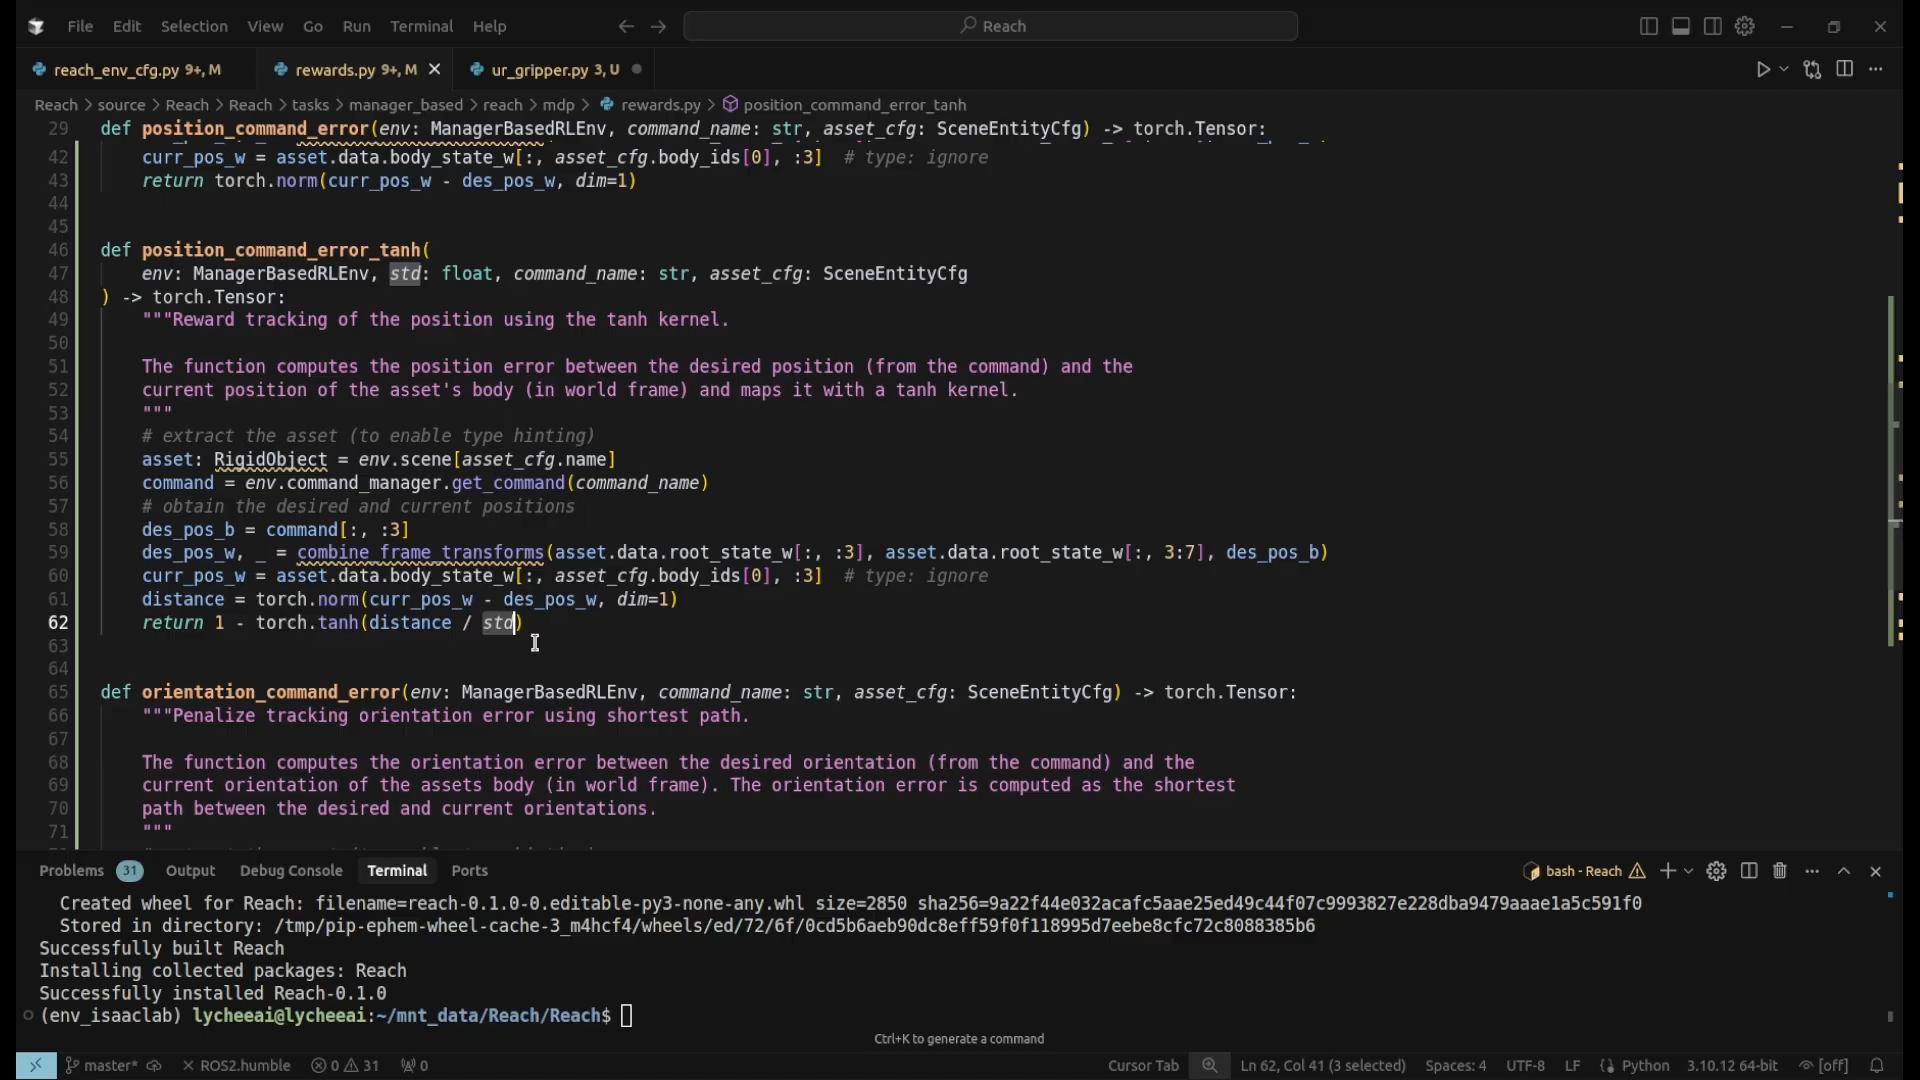 File Edit Selection View Go Run Terminal Help
Reach
reach_env_cfg.py 9+, M
rewards.py 9+, M
ur_gripper.py 3, U
Reach > source > Reach > Reach > tasks > manager_based > reach > mdp > rewards.py > position_command_error_tanh
29 def position_command_error(env: ManagerBasedRLEnv, command_name: str, asset_cfg: SceneEntityCfg) -> torch.Tensor:
42 curr_pos_w = asset.data.body_state_w[:, asset_cfg.body_ids[0], :3]  # type: ignore
43 return torch.norm(curr_pos_w - des_pos_w, dim=1)
44
45
46 def position_command_error_tanh(
47 env: ManagerBasedRLEnv, std: float, command_name: str, asset_cfg: SceneEntityCfg
48 ) -> torch.Tensor:
49 """Reward tracking of the position using the tanh kernel.
50
51 The function computes the position error between the desired position (from the command) and the
52 current position of the asset's body (in world frame) and maps it with a tanh kernel.
53 """
54 # extract the asset (to enable type hinting)
55 asset: RigidObject = env.scene[asset_cfg.name]
56 command = env.command_manager.get_command(command_name)
57 # obtain the desired and current positions
58 des_pos_b = command[:, :3]
59 des_pos_w, _ = combine_frame_transforms(asset.data.root_state_w[:, :3], asset.data.root_state_w[:, 3:7], des_pos_b)
60 curr_pos_w = asset.data.body_state_w[:, asset_cfg.body_ids[0], :3]  # type: ignore
61 distance = torch.norm(curr_pos_w - des_pos_w, dim=1)
62 return 1 - torch.tanh(distance / std)
63
64
65 def orientation_command_error(env: ManagerBasedRLEnv, command_name: str, asset_cfg: SceneEntityCfg) -> torch.Tensor:
66 """Penalize tracking orientation error using shortest path.
67
68 The function computes the orientation error between the desired orientation (from the command) and the
69 current orientation of the assets body (in world frame). The orientation error is computed as the shortest
70 path between the desired and current orientations.
71 """
Problems 31 Output Debug Console Terminal Ports
bash - Reach
Created wheel for Reach: filename=reach-0.1.0-0.editable-py3-none-any.whl size=2850 sha256=9a22f44e032acafc5aae25ed49c44f07c9993827e228dba9479aaae1a5c591f0
Stored in directory: /tmp/pip-ephem-wheel-cache-3_m4hcf4/wheels/ed/72/6f/0cd5b6aeb90dc8eff59f0f118995d7eebe8cfc72c8088385b6
Successfully built Reach
Installing collected packages: Reach
Successfully installed Reach-0.1.0
(env_isaaclab) lycheeai@lycheeai:~/mnt_data/Reach/Reach$
Ctrl+K to generate a command
master* ROS2.humble 0 31 0 Cursor Tab Ln 62, Col 41 (3 selected) Spaces: 4 UTF-8 LF Python 3.10.12 64-bit [off]